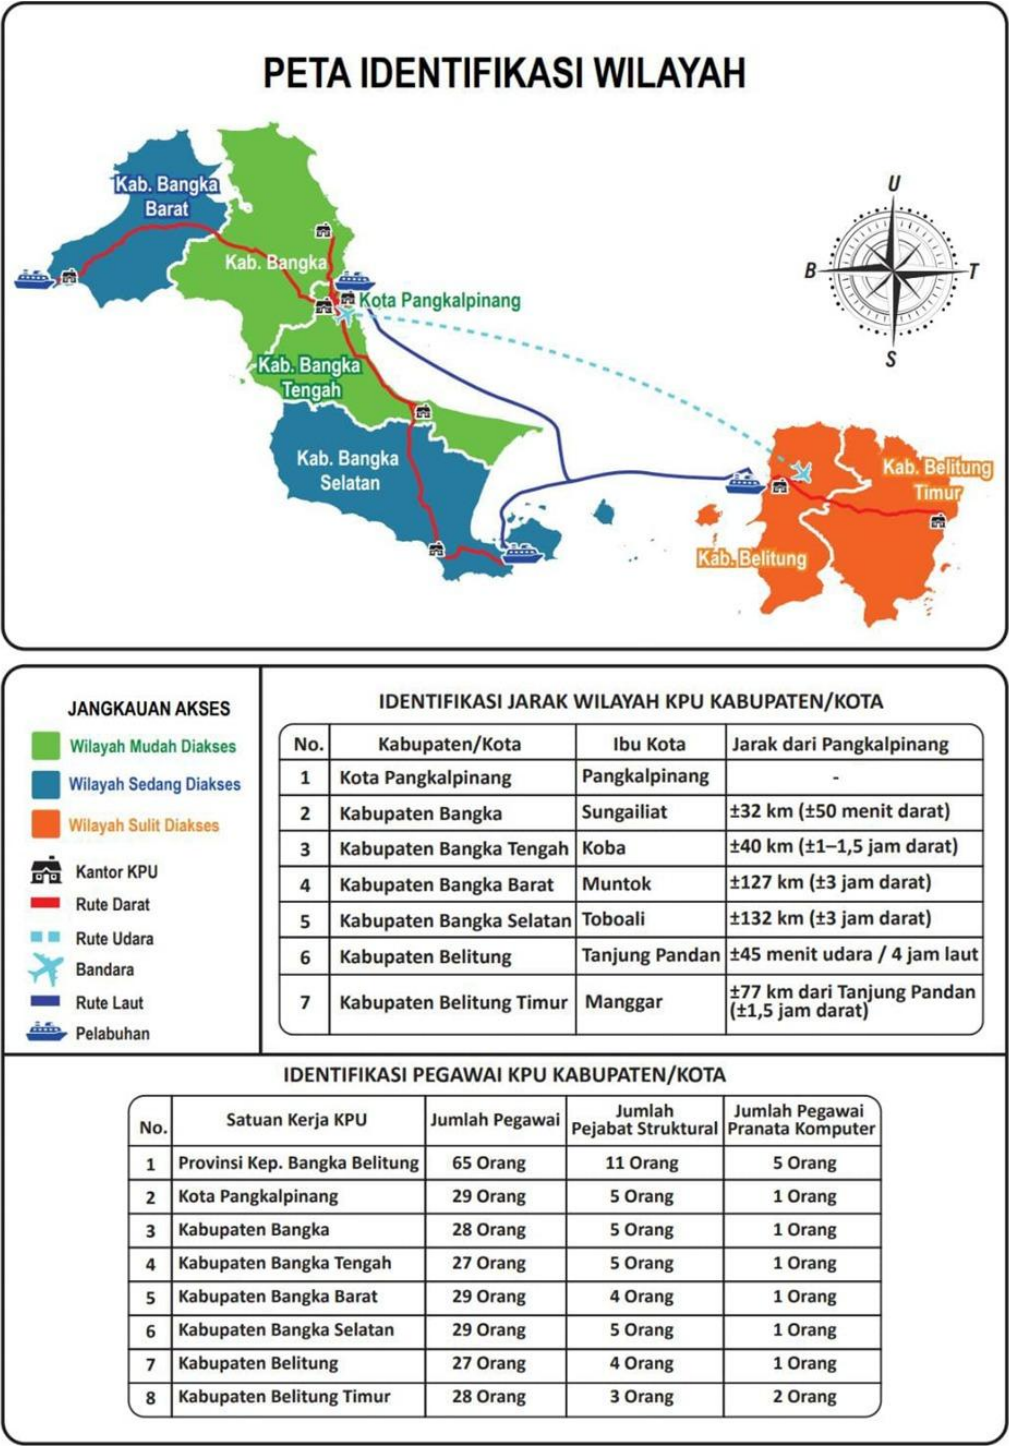 PETA IDENTIFIKASI WILAYAH
Kab. Bangka
Barat
U
Kab. Bangka
B
T
Kota Pangkalpinang
S
Kab. Bangka
Tengah
Kab. Bangka
Selatan
Kab. Belitung
Timur
Kab. Belitung
JANGKAUAN AKSES
Wilayah Mudah Diakses
Wilayah Sedang Diakses
Wilayah Sulit Diakses
Kantor KPU
Rute Darat
Rute Udara
Bandara
Rute Laut
Pelabuhan
IDENTIFIKASI JARAK WILAYAH KPU KABUPATEN/KOTA
No. Kabupaten/Kota Ibu Kota Jarak dari Pangkalpinang
1 Kota Pangkalpinang Pangkalpinang -
2 Kabupaten Bangka Sungailiat ±32 km (±50 menit darat)
3 Kabupaten Bangka Tengah Koba ±40 km (±1–1,5 jam darat)
4 Kabupaten Bangka Barat Muntok ±127 km (±3 jam darat)
5 Kabupaten Bangka Selatan Toboali ±132 km (±3 jam darat)
6 Kabupaten Belitung Tanjung Pandan ±45 menit udara / 4 jam laut
7 Kabupaten Belitung Timur Manggar ±77 km dari Tanjung Pandan
(±1,5 jam darat)
IDENTIFIKASI PEGAWAI KPU KABUPATEN/KOTA
No. Satuan Kerja KPU Jumlah Pegawai Jumlah Pejabat Struktural Jumlah Pegawai Pranata Komputer
1 Provinsi Kep. Bangka Belitung 65 Orang 11 Orang 5 Orang
2 Kota Pangkalpinang 29 Orang 5 Orang 1 Orang
3 Kabupaten Bangka 28 Orang 5 Orang 1 Orang
4 Kabupaten Bangka Tengah 27 Orang 5 Orang 1 Orang
5 Kabupaten Bangka Barat 29 Orang 4 Orang 1 Orang
6 Kabupaten Bangka Selatan 29 Orang 5 Orang 1 Orang
7 Kabupaten Belitung 27 Orang 4 Orang 1 Orang
8 Kabupaten Belitung Timur 28 Orang 3 Orang 2 Orang